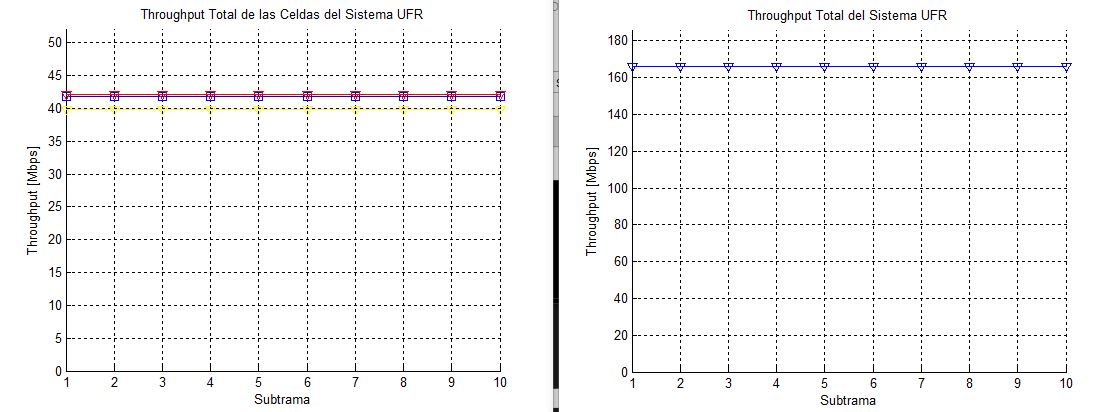 Throughput Total de las Celdas del Sistema UFR
Throughput [Mbps]
50
45
40
35
30
25
20
15
10
5
0
1 2 3 4 5 6 7 8 9 10
Subtrama
Throughput Total del Sistema UFR
Throughput [Mbps]
180
160
140
120
100
80
60
40
20
0
1 2 3 4 5 6 7 8 9 10
Subtrama